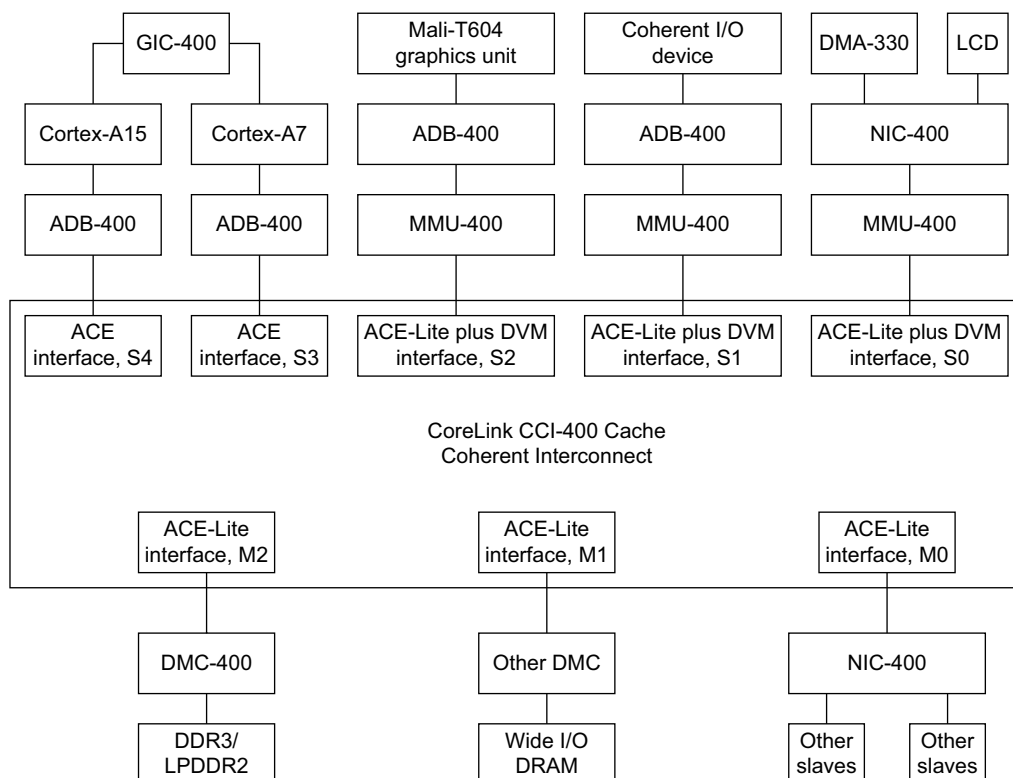 GIC-400
Mali-T604
graphics unit
Coherent I/O
device
DMA-330
LCD
Cortex-A15
Cortex-A7
ADB-400
ADB-400
NIC-400
ADB-400
ADB-400
MMU-400
MMU-400
MMU-400
ACE
interface, S4
ACE
interface, S3
ACE-Lite plus DVM
interface, S2
ACE-Lite plus DVM
interface, S1
ACE-Lite plus DVM
interface, S0
CoreLink CCI-400 Cache
Coherent Interconnect
ACE-Lite
interface, M2
ACE-Lite
interface, M1
ACE-Lite
interface, M0
DMC-400
Other DMC
NIC-400
DDR3/
LPDDR2
Wide I/O
DRAM
Other
slaves
Other
slaves